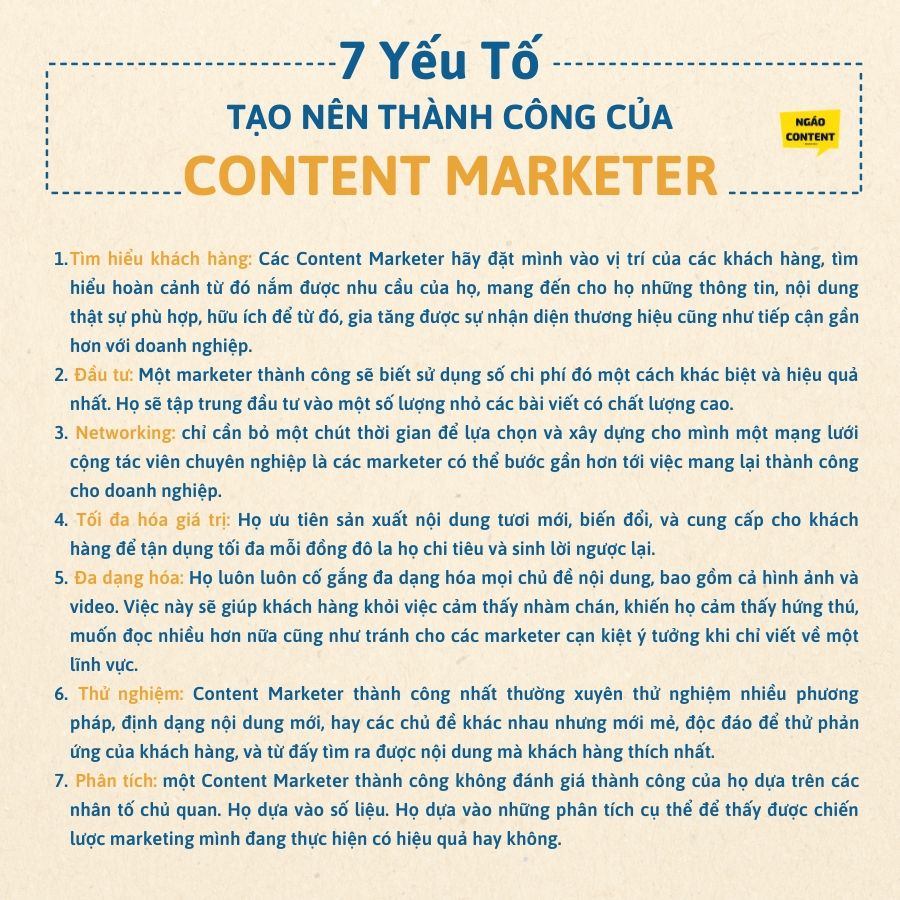 7 Yếu Tố
TẠO NÊN THÀNH CÔNG CỦA
CONTENT MARKETER
NGÁO
CONTENT
1. Tìm hiểu khách hàng: Các Content Marketer hãy đặt mình vào vị trí của các khách hàng, tìm
hiểu hoàn cảnh từ đó nắm được nhu cầu của họ, mang đến cho họ những thông tin, nội dung
thật sự phù hợp, hữu ích để từ đó, gia tăng được sự nhận diện thương hiệu cũng như tiếp cận gần
hơn với doanh nghiệp.
2. Đầu tư: Một marketer thành công sẽ biết sử dụng số chi phí đó một cách khác biệt và hiệu quả
nhất. Họ sẽ tập trung đầu tư vào một số lượng nhỏ các bài viết có chất lượng cao.
3. Networking: chỉ cần bỏ một chút thời gian để lựa chọn và xây dựng cho mình một mạng lưới
cộng tác viên chuyên nghiệp là các marketer có thể bước gần hơn tới việc mang lại thành công
cho doanh nghiệp.
4. Tối đa hóa giá trị: Họ ưu tiên sản xuất nội dung tươi mới, biến đổi, và cung cấp cho khách
hàng để tận dụng tối đa mỗi đồng đô la họ chi tiêu và sinh lời ngược lại.
5. Đa dạng hóa: Họ luôn luôn cố gắng đa dạng hóa mọi chủ đề nội dung, bao gồm cả hình ảnh và
video. Việc này sẽ giúp khách hàng khỏi việc cảm thấy nhàm chán, khiến họ cảm thấy hứng thú,
muốn đọc nhiều hơn nữa cũng như tránh cho các marketer cạn kiệt ý tưởng khi chỉ viết về một
lĩnh vực.
6. Thử nghiệm: Content Marketer thành công nhất thường xuyên thử nghiệm nhiều phương
pháp, định dạng nội dung mới, hay các chủ đề khác nhau nhưng mới mẻ, độc đáo để thử phản
ứng của khách hàng, và từ đấy tìm ra được nội dung mà khách hàng thích nhất.
7. Phân tích: một Content Marketer thành công không đánh giá thành công của họ dựa trên các
nhân tố chủ quan. Họ dựa vào số liệu. Họ dựa vào những phân tích cụ thể để thấy được chiến
lược marketing mình đang thực hiện có hiệu quả hay không.